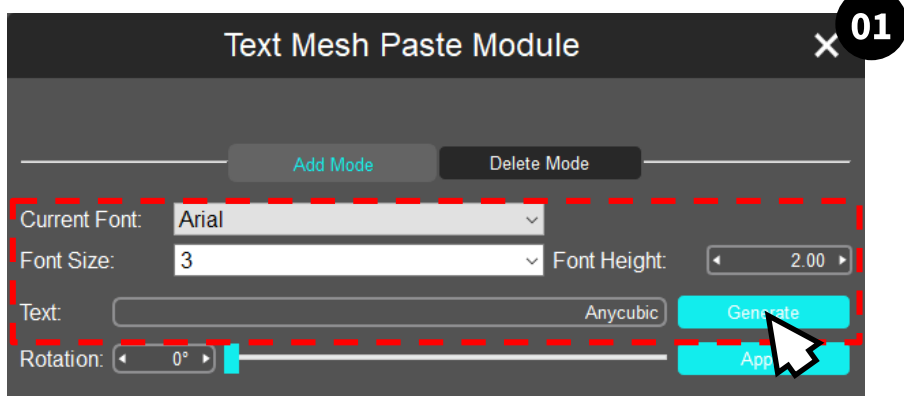 01
Text Mesh Paste Module
Add Mode Delete Mode
Current Font: Arial
Font Size: 3 Font Height: 2.00
Text: Anycubic Generate
Rotation: 0°